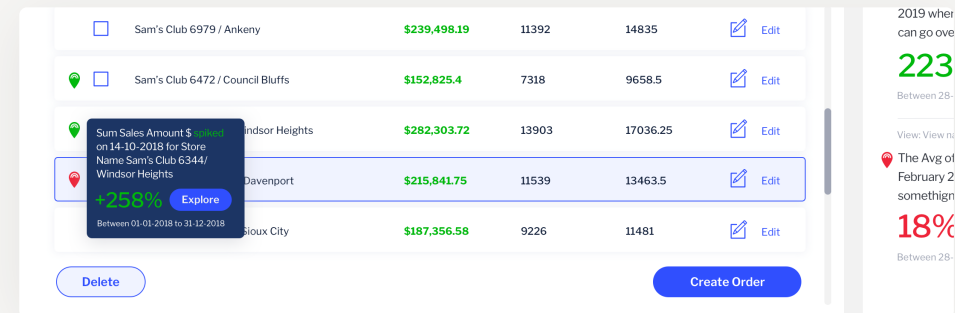 Sam's Club 6979 / Ankeny $239,498.19 11392 14835 Edit
Sam's Club 6472 / Council Bluffs $152,825.4 7318 9658.5 Edit
indsor Heights $282,303.72 13903 17036.25 Edit
Davenport $215,841.75 11539 13463.5 Edit
Sioux City $187,356.58 9226 11481 Edit
Sum Sales Amount $ spiked
on 14-10-2018 for Store
Name Sam's Club 6344/
Windsor Heights
+258% Explore
Between 01-01-2018 to 31-12-2018
Delete Create Order
2019 when
can go ove
223
Between 28-
View: View na
The Avg of
February 2
somethign
18%
Between 28-